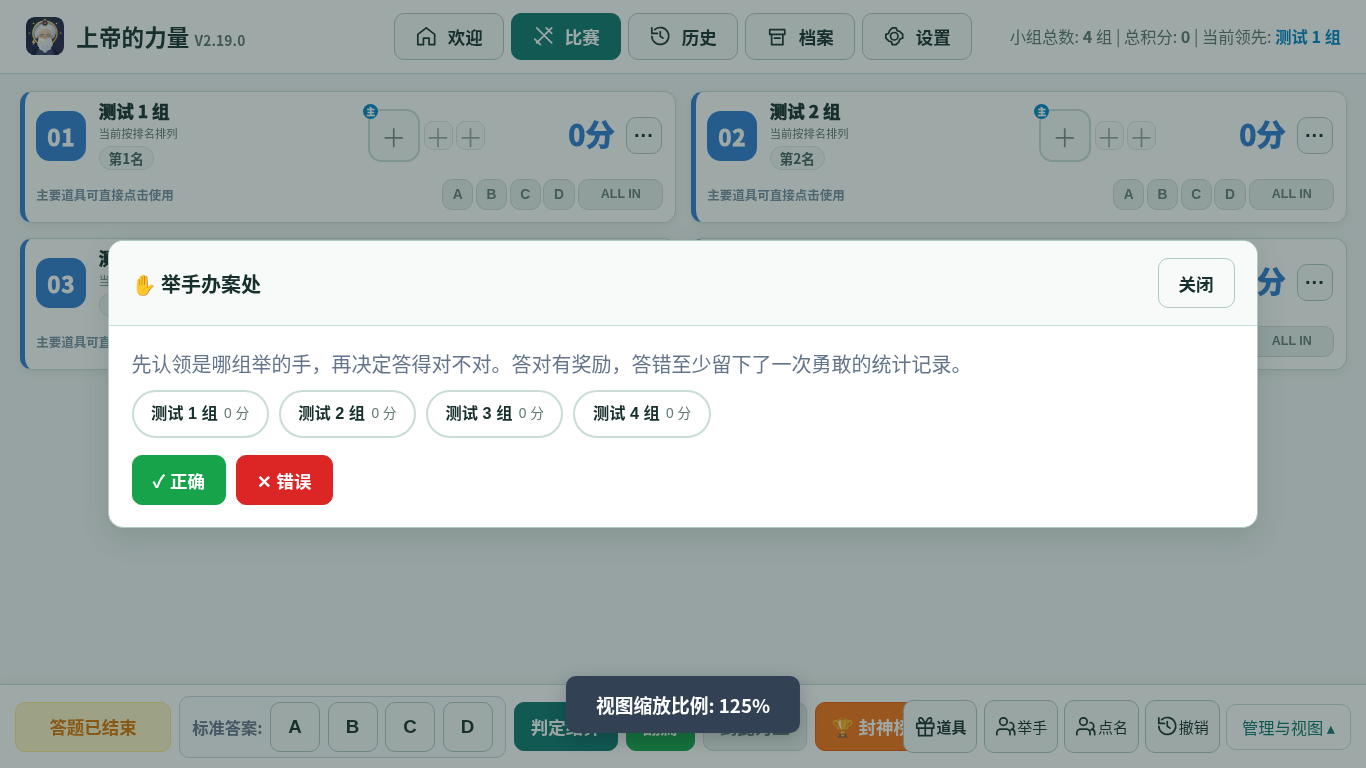 上帝的力量 V2.19.0
欢迎
比赛
历史
档案
设置
小组总数: 4 组 | 总积分: 0 | 当前领先: 测试 1 组
01
测试 1 组
当前按排名排列
第1名
主
0分
···
主要道具可直接点击使用
A
B
C
D
ALL IN
02
测试 2 组
当前按排名排列
第2名
主
0分
···
主要道具可直接点击使用
A
B
C
D
ALL IN
03
主要道具可直
分
···
ALL IN
✋ 举手办案处
关闭
先认领是哪组举的手，再决定答得对不对。答对有奖励，答错至少留下了一次勇敢的统计记录。
测试 1 组 0 分
测试 2 组 0 分
测试 3 组 0 分
测试 4 组 0 分
✓ 正确
✕ 错误
视图缩放比例: 125%
答题已结束
标准答案:
A
B
C
D
判定
🏆 封神榜
道具
举手
点名
撤销
管理与视图 ▴